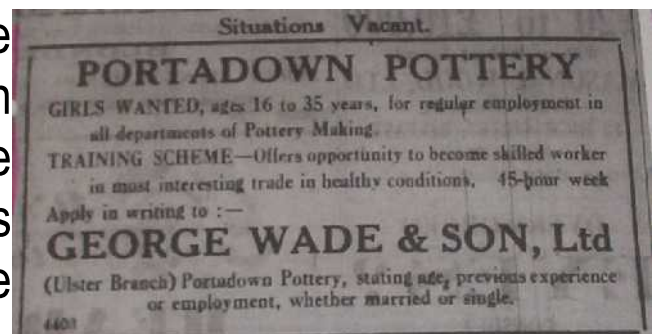 Situations Vacant.
PORTADOWN POTTERY
GIRLS WANTED, ages 16 to 35 years, for regular employment in
all departments of Pottery Making.
TRAINING SCHEME—Offers opportunity to become skilled worker
in most interesting trade in healthy conditions. 45-hour week
Apply in writing to :—
GEORGE WADE & SON, Ltd
(Ulster Branch) Portadown Pottery, stating age, previous experience
or employment, whether married or single.